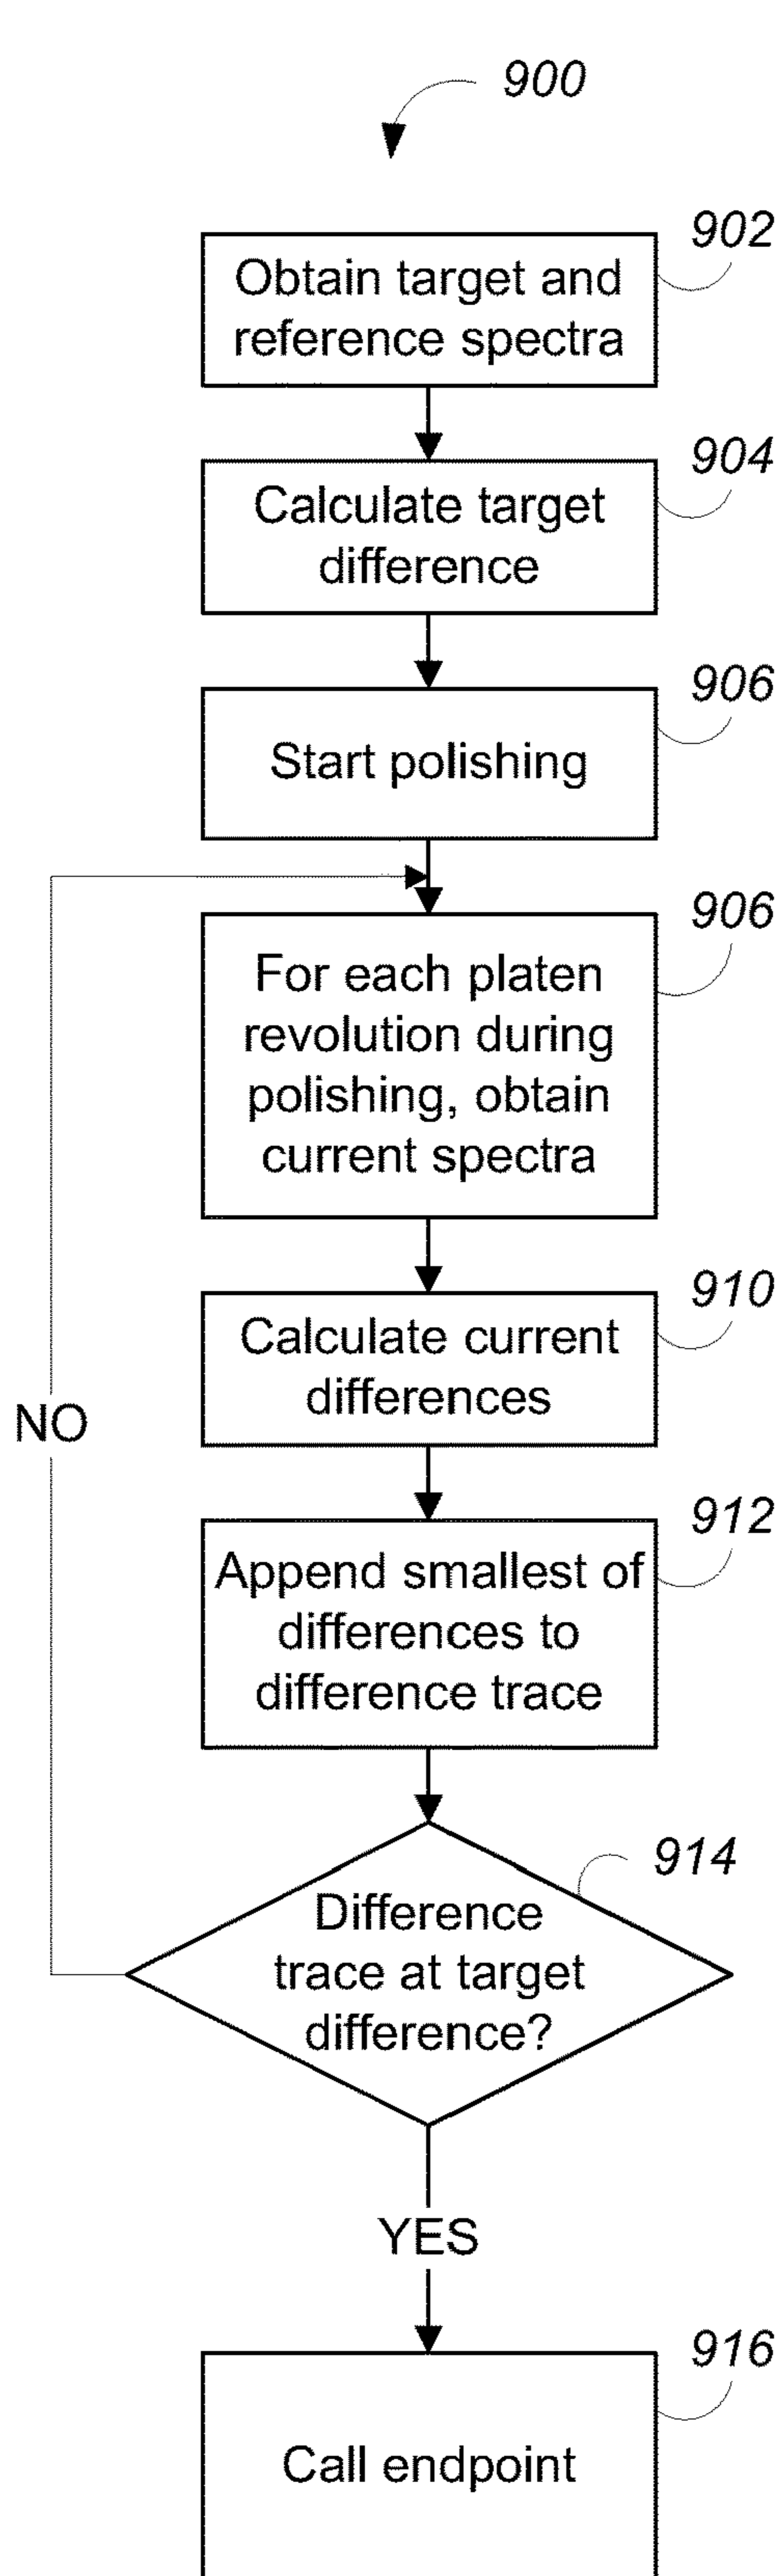 900
902
Obtain target and
reference spectra
904
Calculate target
difference
906
Start polishing
906
For each platen
revolution during
polishing, obtain
current spectra
910
Calculate current
differences
NO
912
Append smallest of
differences to
difference trace
914
Difference
trace at target
difference?
YES
916
Call endpoint